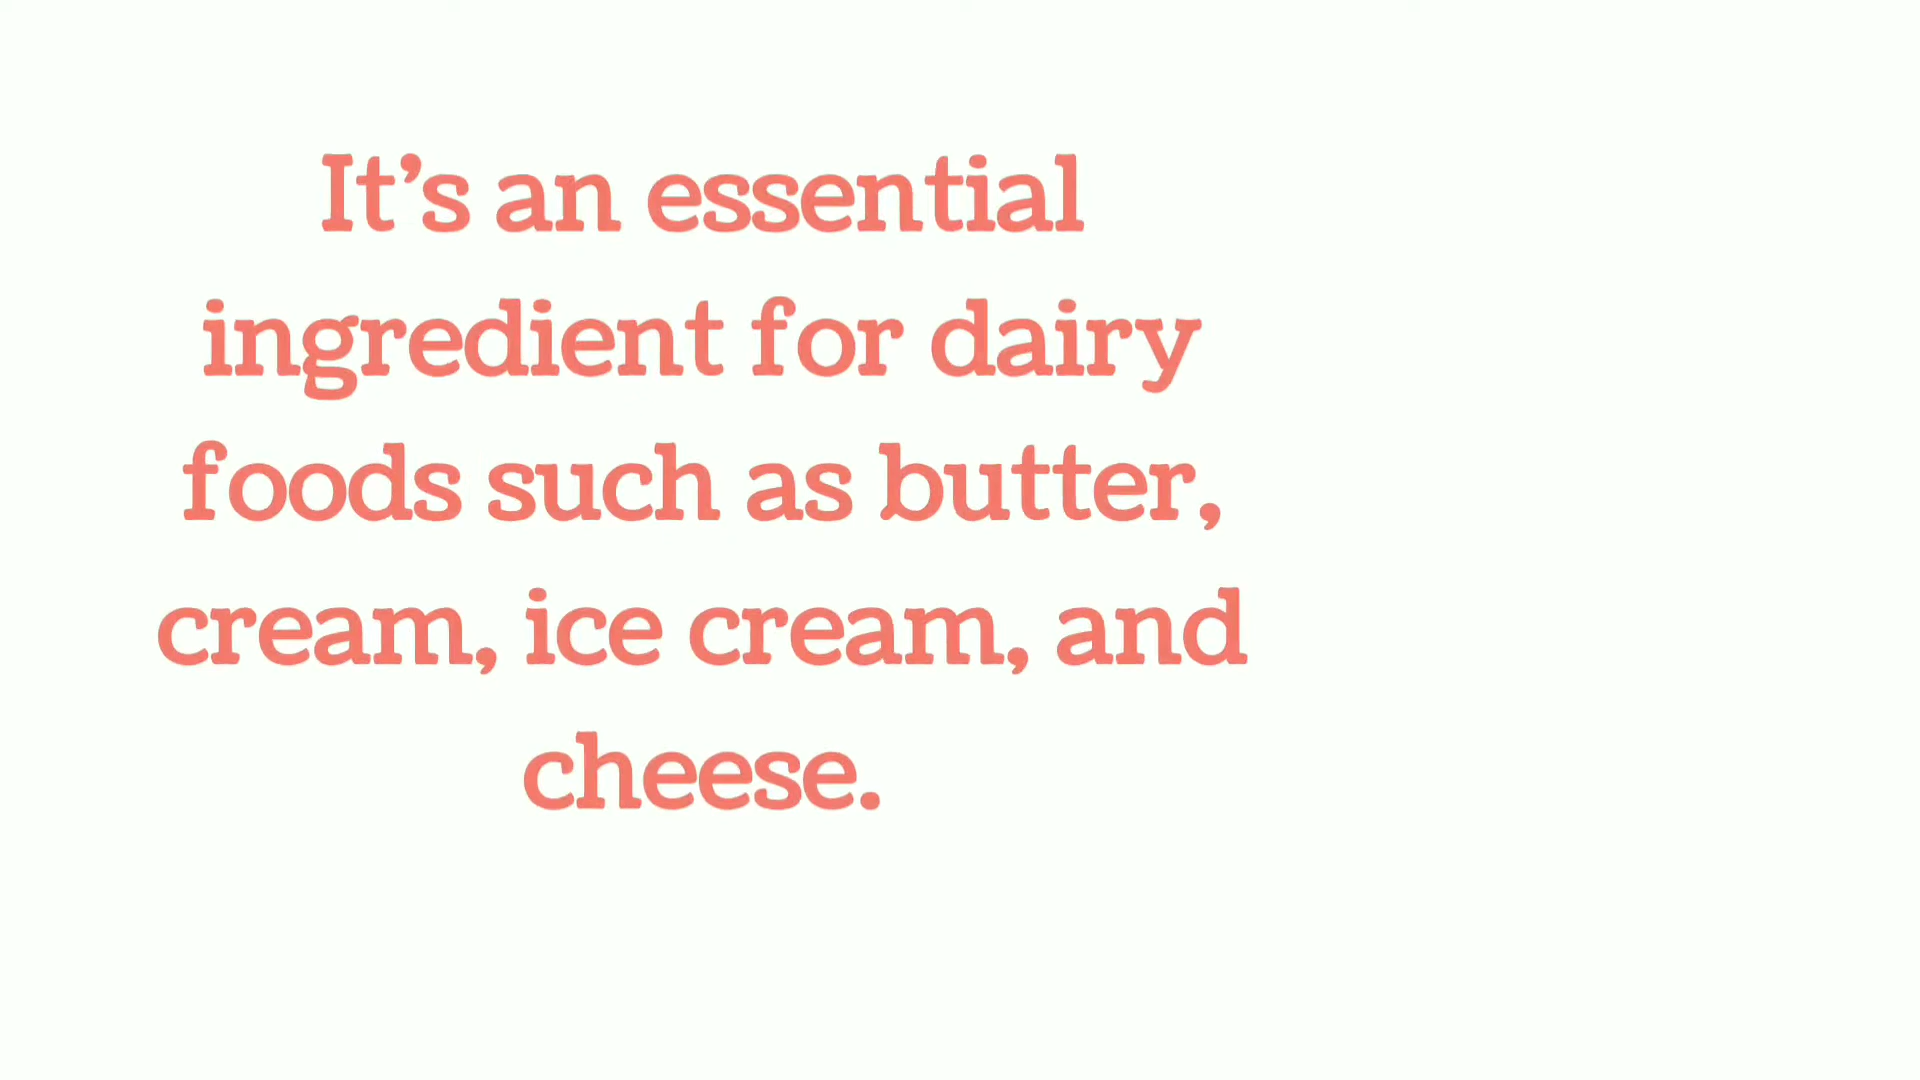 It’s an essential
ingredient for dairy
foods such as butter,
cream, ice cream, and
cheese.